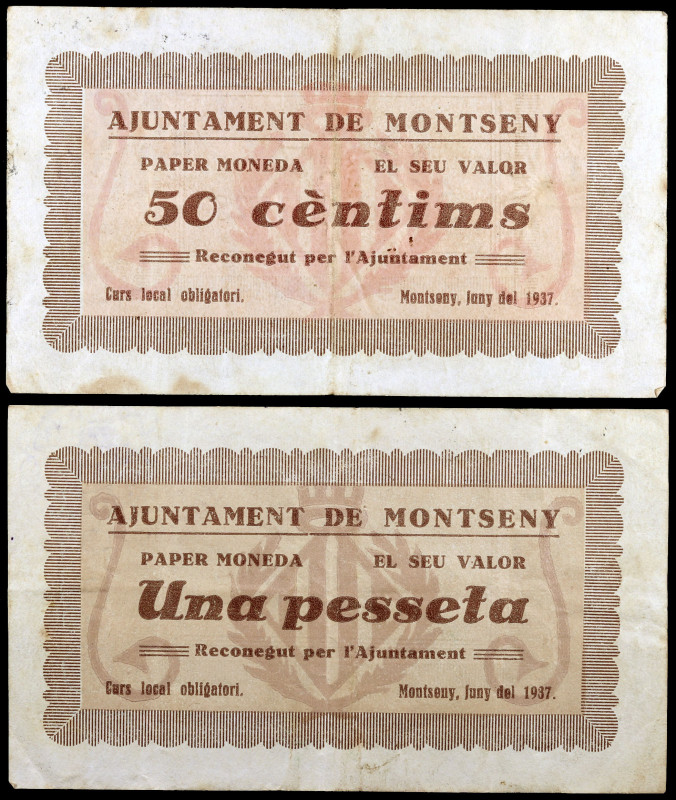 AJUNTAMENT DE MONTSENY
PAPER MONEDA EL SEU VALOR
50 cèntims
Reconegut per l'Ajuntament
Curs local obligatori. Montseny, Juny del 1937.
AJUNTAMENT DE MONTSENY
PAPER MONEDA EL SEU VALOR
Una pesseta
Reconegut per l'Ajuntament
Curs local obligatori. Montseny, Juny del 1937.